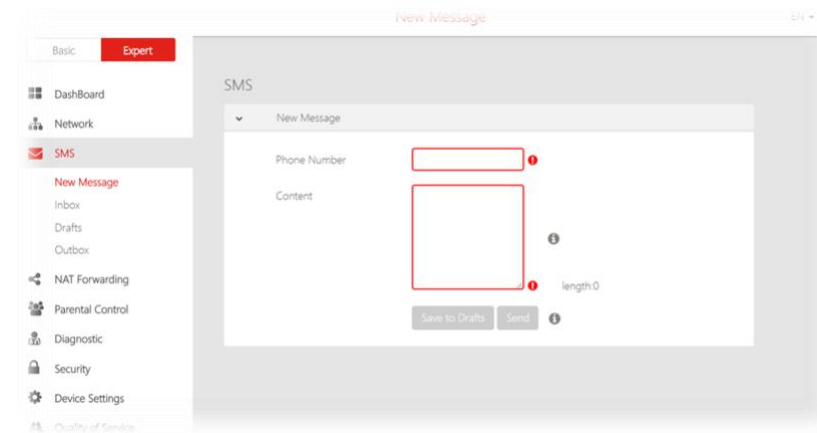 New Message
EN
Basic
Expert
DashBoard
Network
SMS
New Message
Inbox
Drafts
Outbox
NAT Forwarding
Parental Control
Diagnostic
Security
Device Settings
Quality of Service
SMS
New Message
Phone Number
Content
length:0
Save to Drafts
Send